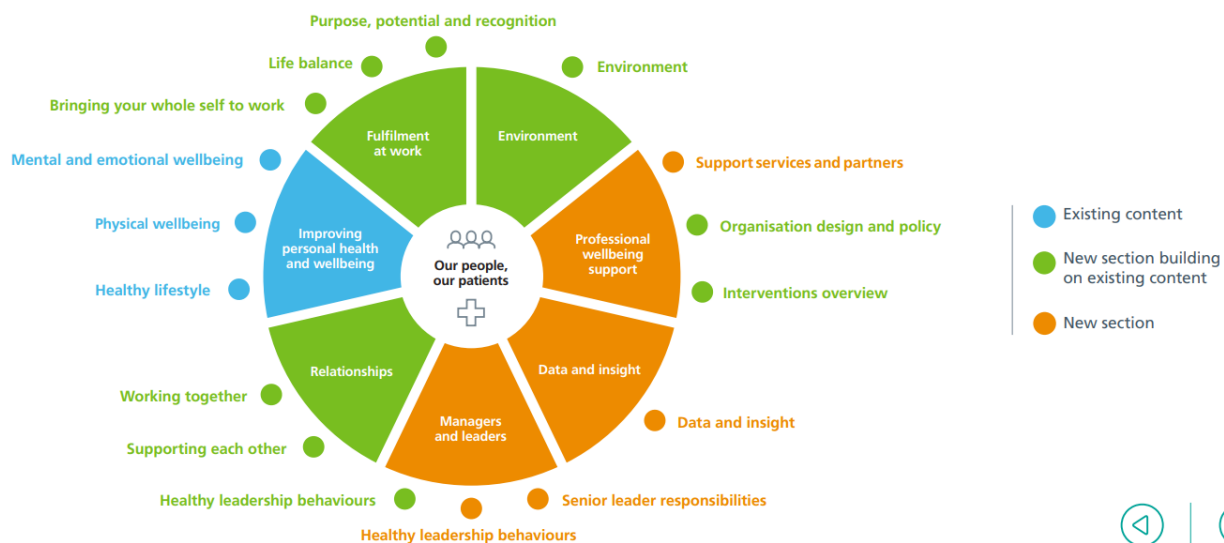 Purpose, potential and recognition
Life balance
Environment
Bringing your whole self to work
Fulfilment
at work
Environment
Mental and emotional wellbeing
Support services and partners
Physical wellbeing
Improving
personal health
and wellbeing
Our people,
our patients
Professional
wellbeing
support
Organisation design and policy
Healthy lifestyle
Interventions overview
Relationships
Data and insight
Working together
Managers
and leaders
Data and insight
Supporting each other
Healthy leadership behaviours
Senior leader responsibilities
Healthy leadership behaviours
Existing content
New section building
on existing content
New section